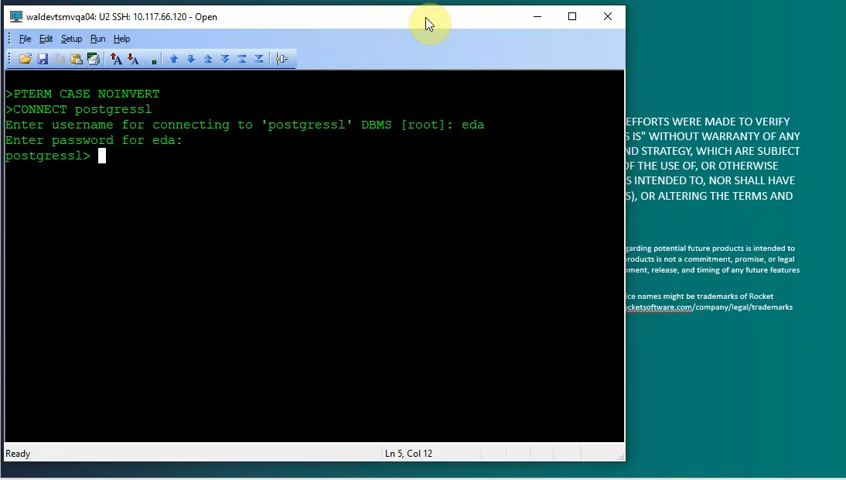 waldevtsmvqa04: U2 SSH: 10.117.66.120 - Open
File Edit Setup Run Help
>PTERM CASE NOINVERT
>CONNECT postgressl
Enter username for connecting to 'postgressl' DBMS [root]: eda
Enter password for eda:
postgressl>
Ready
Ln 5, Col 12
EFFORTS WERE MADE TO VERIFY
S IS" WITHOUT WARRANTY OF ANY
ND STRATEGY, WHICH ARE SUBJECT
OF THE USE OF, OR OTHERWISE
S INTENDED TO, NOR SHALL HAVE
S), OR ALTERING THE TERMS AND
garding potential future products is intended to
products is not a commitment, promise, or legal
pment, release, and timing of any future features
ice names might be trademarks of Rocket
ocketsoftware.com/company/legal/trademarks